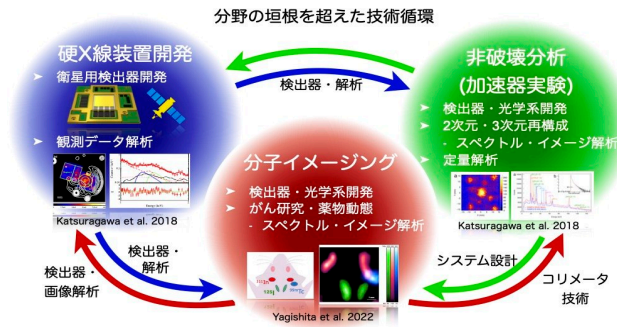 分野の垣根を超えた技術循環
硬X線装置開発
➤ 衛星用検出器開発
➤ 観測データ解析
Katsuragawa et al. 2018
検出器・解析
非破壊分析
(加速器実験)
➤ 検出器・光学系開発
➤ 2次元・3次元再構成
- スペクトル・イメージ解析
➤ 定量解析
Katsuragawa et al. 2018
分子イメージング
➤ 検出器・光学系開発
➤ がん研究・薬物動態
- スペクトル・イメージ解析
Yagishita et al. 2022
検出器・
解析
検出器・
画像解析
システム設計
コリメータ
技術